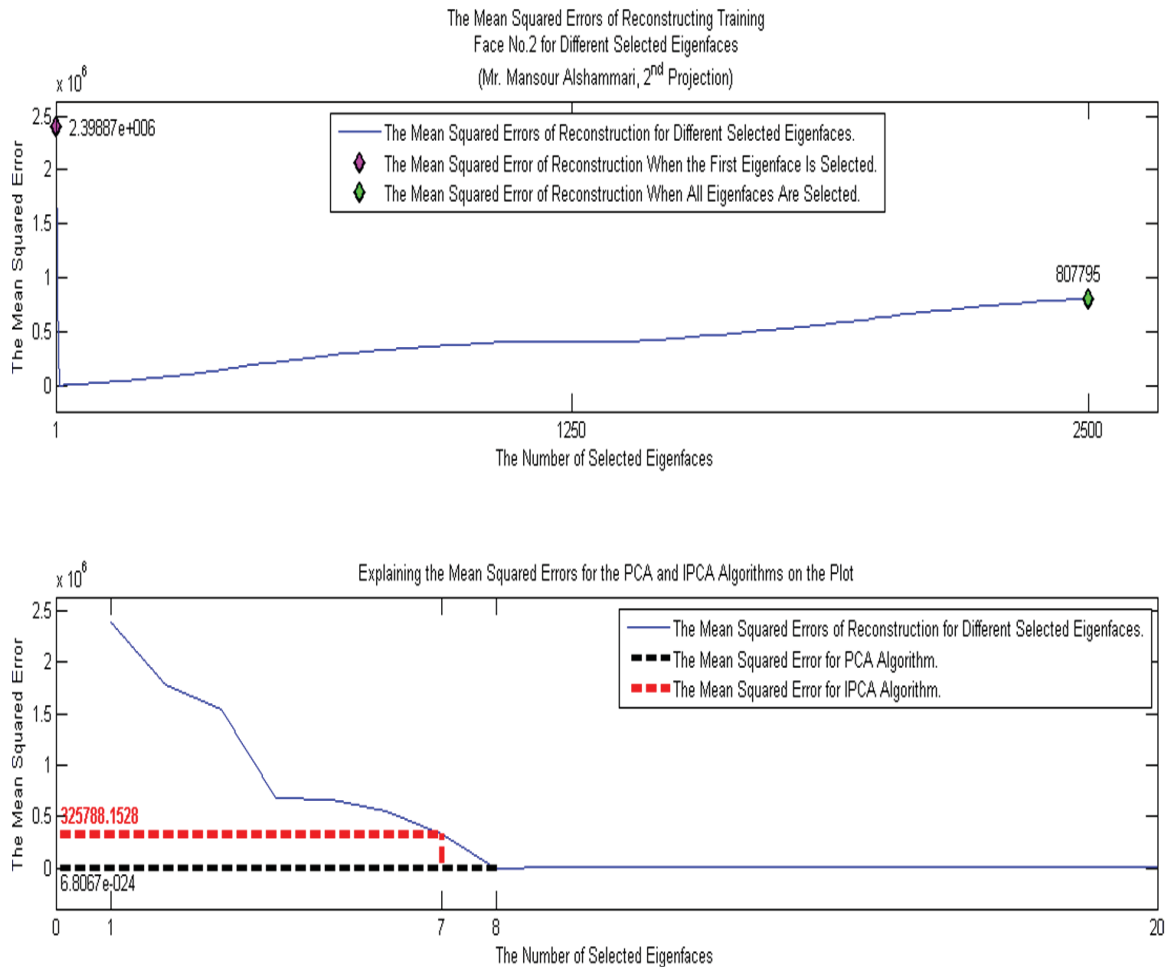 The Mean Squared Errors of Reconstructing Training
Face No.2 for Different Selected Eigenfaces
(Mr. Mansour Alshammari, 2nd Projection)
x 10^6
2.5
2
1.5
1
0.5
0
The Mean Squared Error
2.39887e+006
The Mean Squared Errors of Reconstruction for Different Selected Eigenfaces.
The Mean Squared Error of Reconstruction When the First Eigenface Is Selected.
The Mean Squared Error of Reconstruction When All Eigenfaces Are Selected.
807795
1
1250
2500
The Number of Selected Eigenfaces
Explaining the Mean Squared Errors for the PCA and IPCA Algorithms on the Plot
x 10^6
2.5
2
1.5
1
0.5
0
The Mean Squared Error
The Mean Squared Errors of Reconstruction for Different Selected Eigenfaces.
The Mean Squared Error for PCA Algorithm.
The Mean Squared Error for IPCA Algorithm.
325788.1528
6.8067e-024
0
1
7
8
20
The Number of Selected Eigenfaces